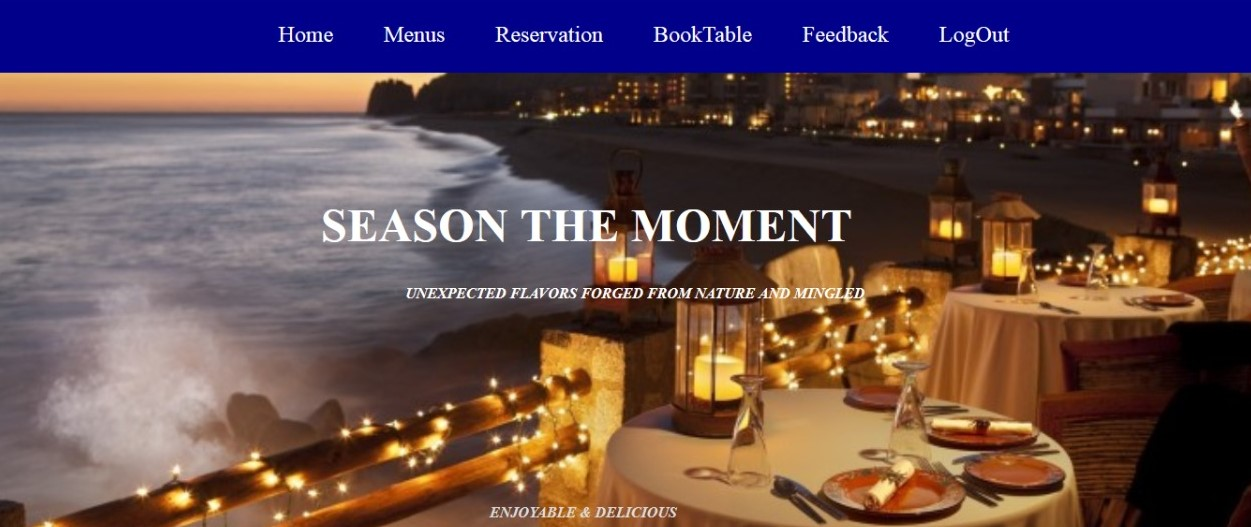 Home Menus Reservation BookTable Feedback LogOut
SEASON THE MOMENT
UNEXPECTED FLAVORS FORGED FROM NATURE AND MINGLED
ENJOYABLE & DELICIOUS